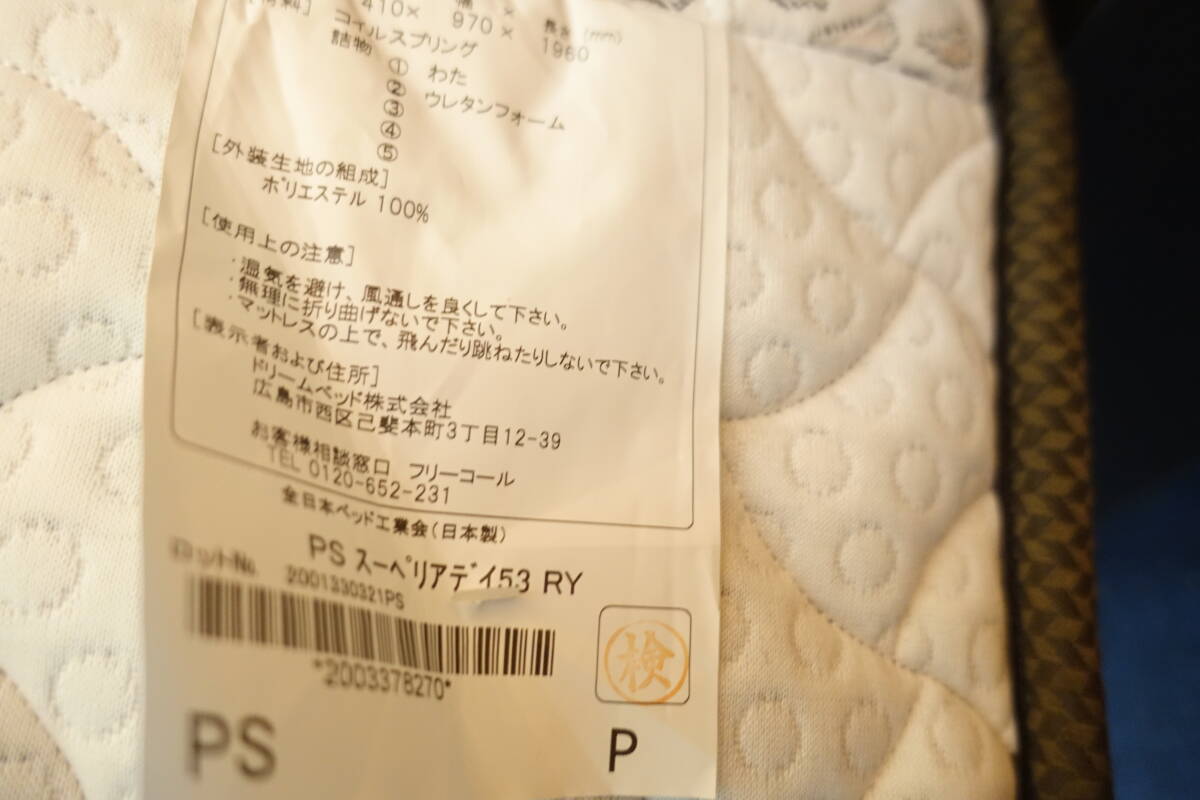 410× 970× 1960
幅 × 長さ (mm)
コイルスプリング
詰物
① わた
② ウレタンフォーム
③
④
⑤
[外装生地の組成]
ポリエステル 100%
[使用上の注意]
・湿気を避け、風通しを良くして下さい。
・無理に折り曲げないで下さい。
・マットレスの上で、飛んだり跳ねたりしないで下さい。
[表示者および住所]
ドリームベッド株式会社
広島市西区己斐本町3丁目12-39
お客様相談窓口 フリーコール
TEL 0120-652-231
全日本ベッド工業会(日本製)
PS スーペリアデイ53 RY
ロットNo. 2001330321PS
*2003378270*
検
PS
P